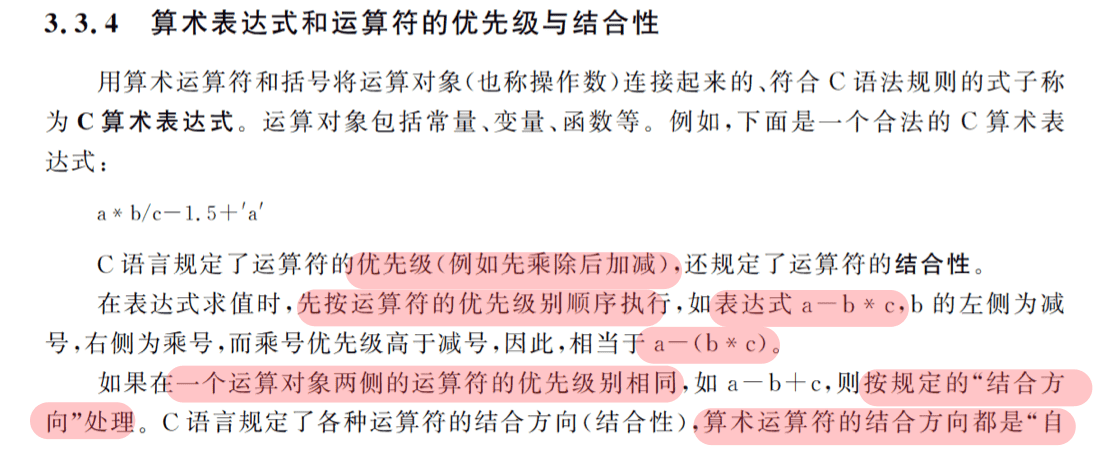 3.3.4 算术表达式和运算符的优先级与结合性
用算术运算符和括号将运算对象(也称操作数)连接起来的、符合 C 语法规则的式子称
为 C 算术表达式。运算对象包括常量、变量、函数等。例如,下面是一个合法的 C 算术表
达式:
a * b/c-1.5+'a'
C 语言规定了运算符的优先级(例如先乘除后加减),还规定了运算符的结合性。
在表达式求值时,先按运算符的优先级别顺序执行,如表达式 a-b * c,b 的左侧为减
号,右侧为乘号,而乘号优先级高于减号,因此,相当于 a-(b * c)。
如果在一个运算对象两侧的运算符的优先级别相同,如 a-b+c,则按规定的“结合方
向”处理。C 语言规定了各种运算符的结合方向(结合性),算术运算符的结合方向都是“自